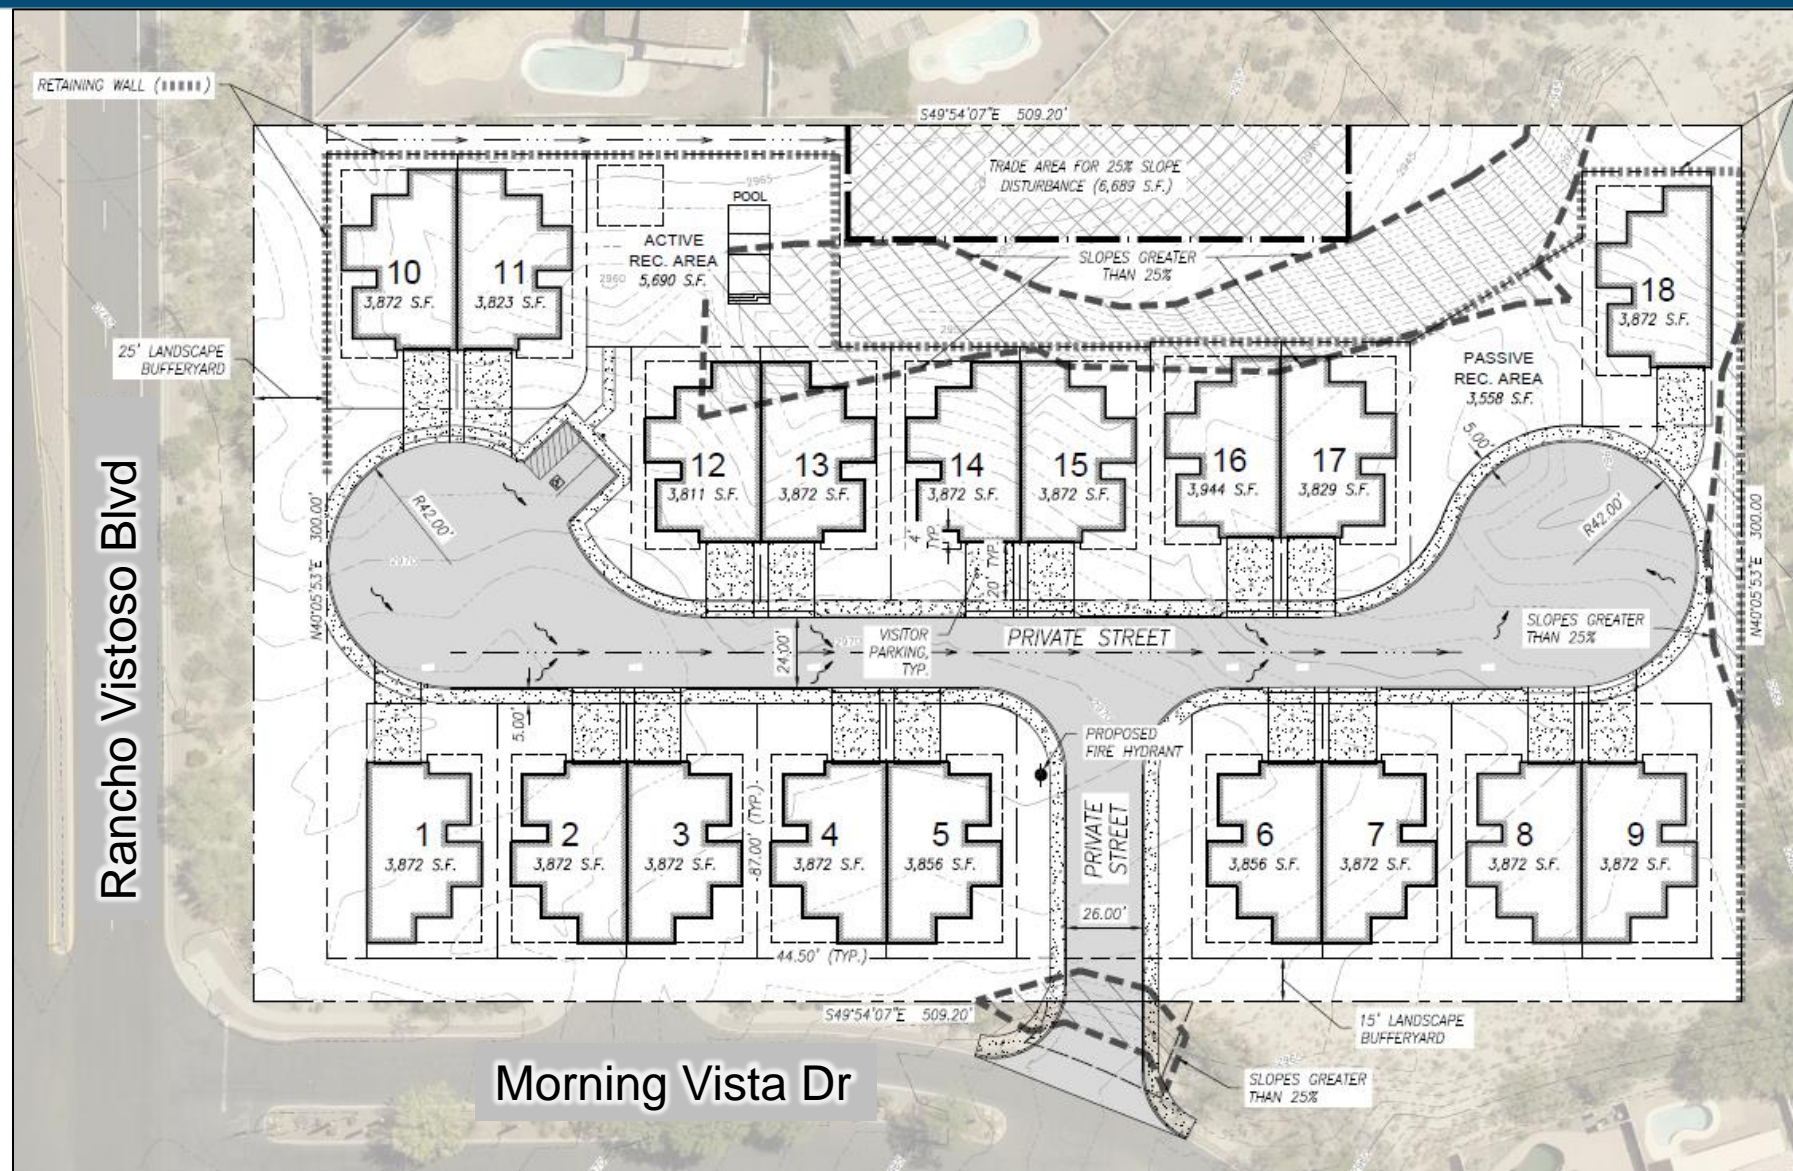 RETAINING WALL (▮▮▮▮▮)
S49°54'07"E 509.20'
TRADE AREA FOR 25% SLOPE
DISTURBANCE (6,689 S.F.)
2965
2945
POOL
ACTIVE
REC. AREA
5,690 S.F.
2960
SLOPES GREATER
THAN 25%
10
3,872 S.F.
11
3,823 S.F.
18
3,872 S.F.
25' LANDSCAPE
BUFFERYARD
PASSIVE
REC. AREA
3,558 S.F.
5.00'
12
3,811 S.F.
13
3,872 S.F.
14
3,872 S.F.
15
3,872 S.F.
16
3,944 S.F.
17
3,829 S.F.
R42.00'
R42.00'
4'
TYP.
20' TYP.
N40°05'53"E 300.00'
N40°05'53"E 300.00'
Rancho Vistoso Blvd
2970
24.00'
VISITOR
PARKING,
TYP.
PRIVATE STREET
SLOPES GREATER
THAN 25%
5.00'
PROPOSED
FIRE HYDRANT
87.00' (TYP.)
PRIVATE
STREET
1
3,872 S.F.
2
3,872 S.F.
3
3,872 S.F.
4
3,872 S.F.
5
3,856 S.F.
6
3,856 S.F.
7
3,872 S.F.
8
3,872 S.F.
9
3,872 S.F.
26.00'
44.50' (TYP.)
S49°54'07"E 509.20'
15' LANDSCAPE
BUFFERYARD
Morning Vista Dr
SLOPES GREATER
THAN 25%